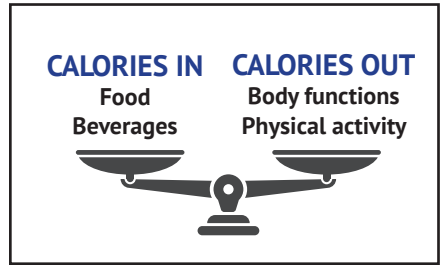 CALORIES IN
Food
Beverages
CALORIES OUT
Body functions
Physical activity